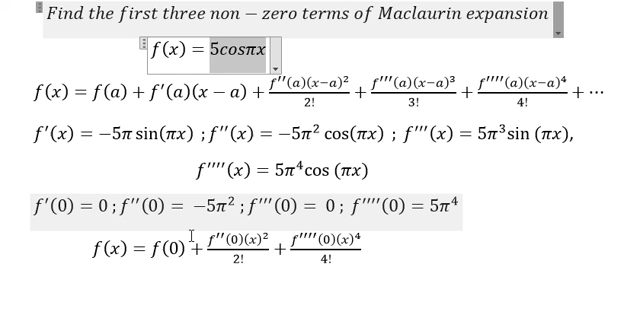 Find the first three non − zero terms of Maclaurin expansion
f(x) = 5cosπx
f(x) = f(a) + f′(a)(x − a) + f′′(a)(x−a)²/2! + f′′′(a)(x−a)³/3! + f′′′′(a)(x−a)⁴/4! + ⋯
f′(x) = −5π sin(πx) ; f′′(x) = −5π² cos(πx) ; f′′′(x) = 5π³sin (πx),
f′′′′(x) = 5π⁴cos (πx)
f′(0) = 0 ; f′′(0) = −5π² ; f′′′(0) = 0 ; f′′′′(0) = 5π⁴
f(x) = f(0) + f′′(0)(x)²/2! + f′′′′(0)(x)⁴/4!